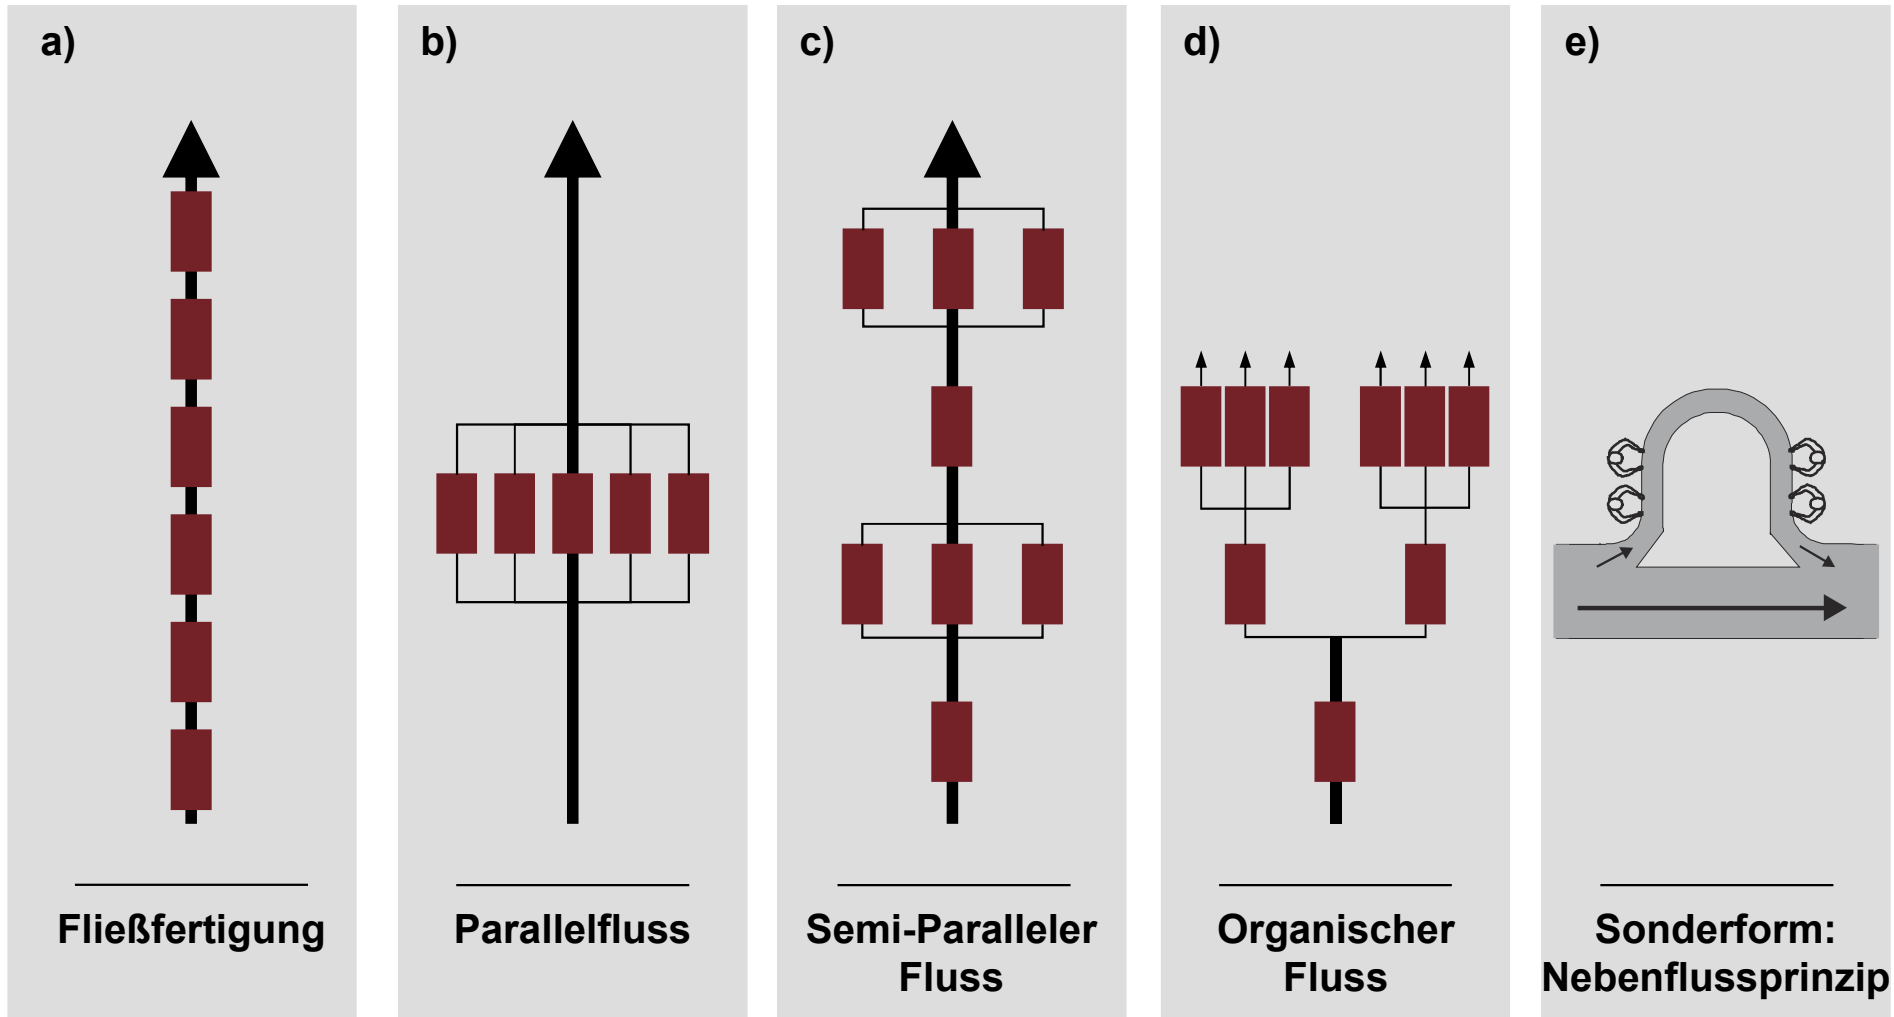 a)
Fließfertigung
b)
Parallelfluss
c)
Semi-Paralleler
Fluss
d)
Organischer
Fluss
e)
Sonderform:
Nebenflussprinzip